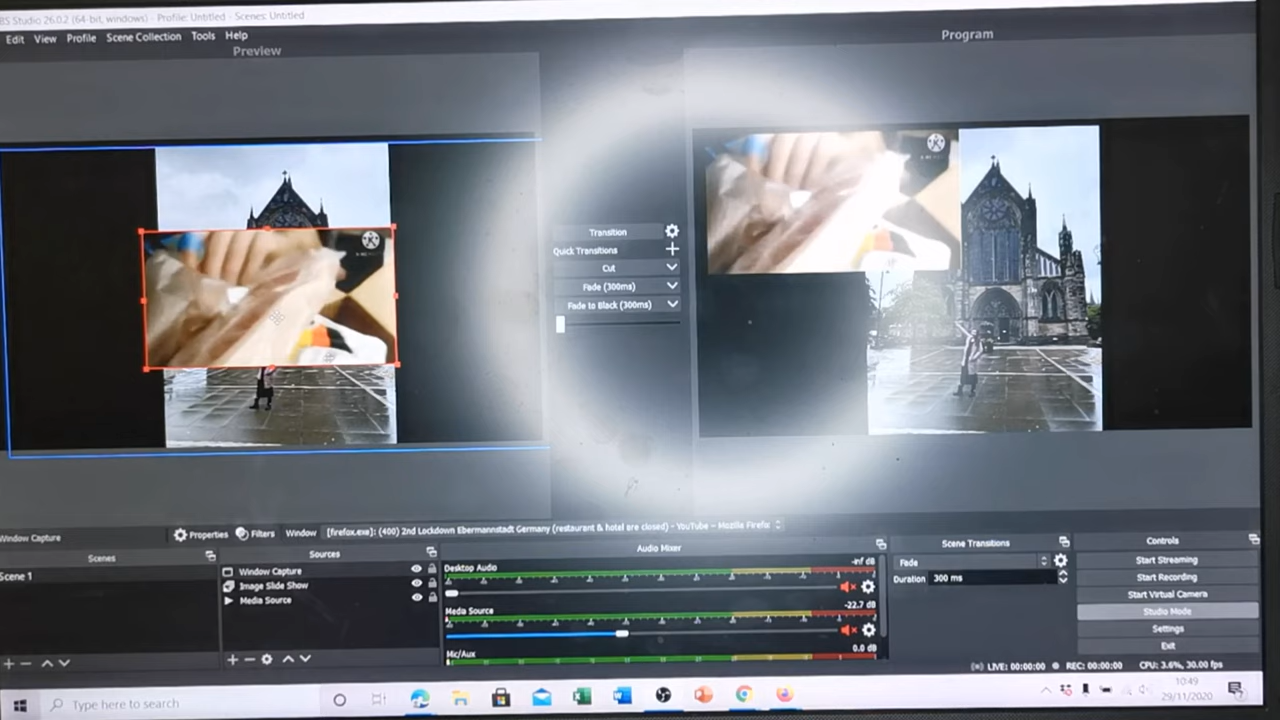 BS Studio 26.0.2 (64-bit, windows) - Profile: Untitled - Scenes: Untitled
Edit View Profile Scene Collection Tools Help
Preview
Program
Transition
Quick Transitions
Cut
Fade (300ms)
Fade to Black (300ms)
Window Capture
Properties Filters Window [firefox.exe]: (400) 2nd Lockdown Ebermannstadt Germany (restaurant & hotel are closed) - YouTube - Mozilla Firefox
Scenes
Scene 1
Sources
Window Capture
Image Slide Show
Media Source
Audio Mixer
Desktop Audio -inf dB
Media Source -22.7 dB
Mic/Aux 0.0 dB
Scene Transitions
Fade
Duration 300 ms
Controls
Start Streaming
Start Recording
Start Virtual Camera
Studio Mode
Settings
Exit
LIVE: 00:00:00 REC: 00:00:00 CPU: 3.6%, 30.00 fps
Type here to search
10:49
29/11/2020